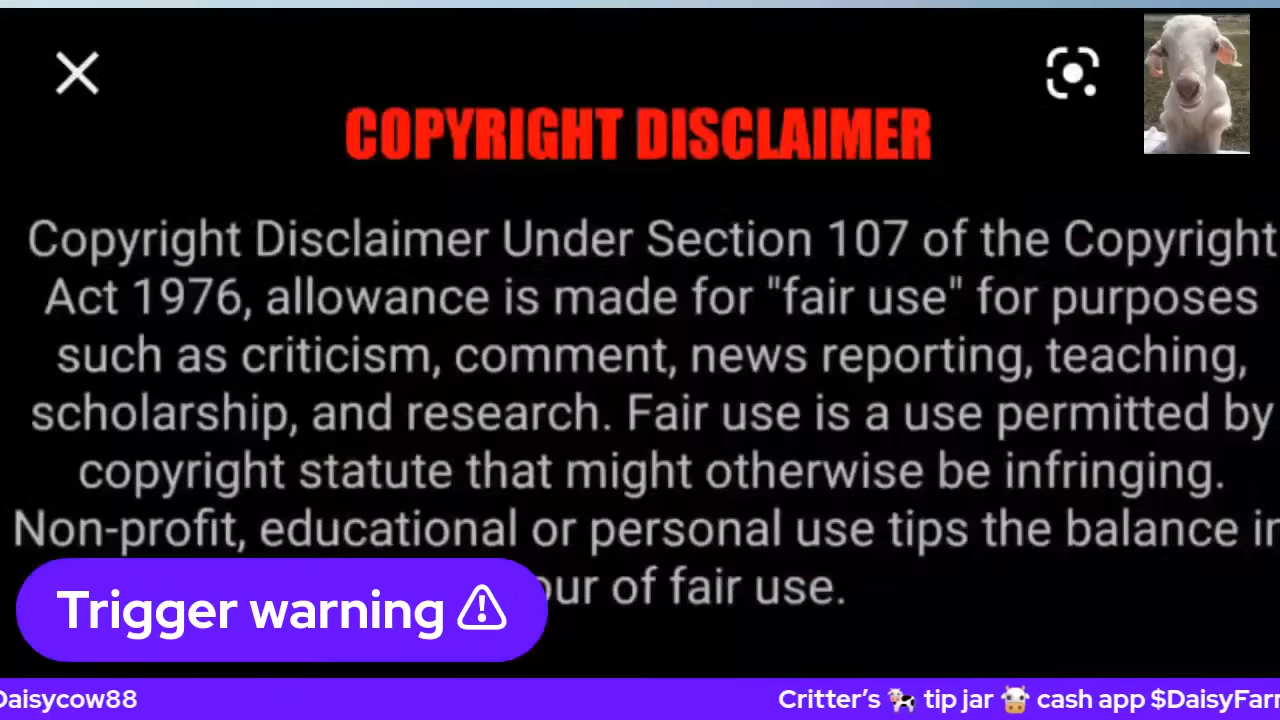 COPYRIGHT DISCLAIMER
Copyright Disclaimer Under Section 107 of the Copyright
Act 1976, allowance is made for "fair use" for purposes
such as criticism, comment, news reporting, teaching,
scholarship, and research. Fair use is a use permitted by
copyright statute that might otherwise be infringing.
Non-profit, educational or personal use tips the balance in
of fair use.
Trigger warning
Daisycow88 Critter's tip jar cash app $DaisyFarm